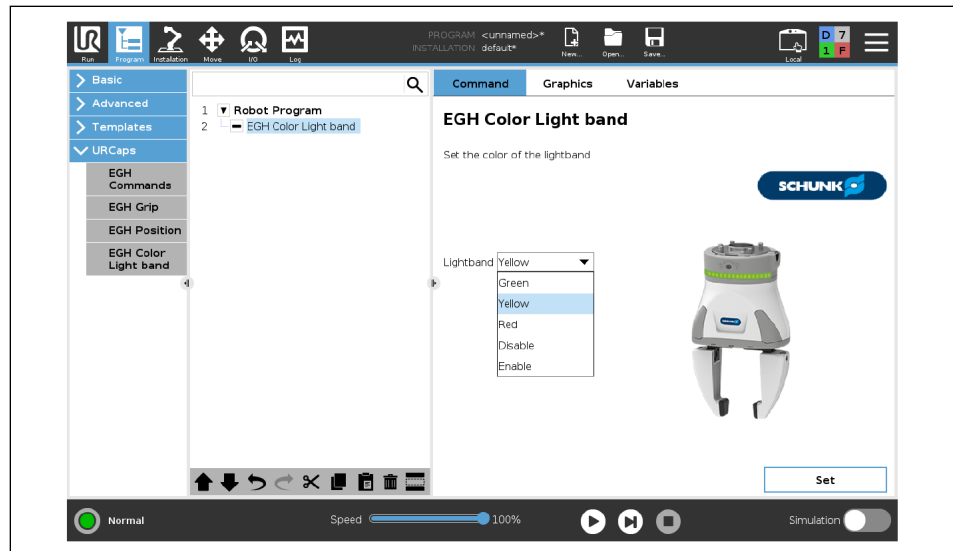 UR
PROGRAM <unnamed>*
INSTALLATION default*
Run Program Installation Move I/O Log New... Open... Save... Local
D 7
1 F
Basic
Advanced
Templates
URCaps
EGH
Commands
EGH Grip
EGH Position
EGH Color
Light band
1 Robot Program
2 EGH Color Light band
Command Graphics Variables
EGH Color Light band
Set the color of the lightband
SCHUNK
Lightband Yellow
Green
Yellow
Red
Disable
Enable
Set
Normal
Speed 100%
Simulation